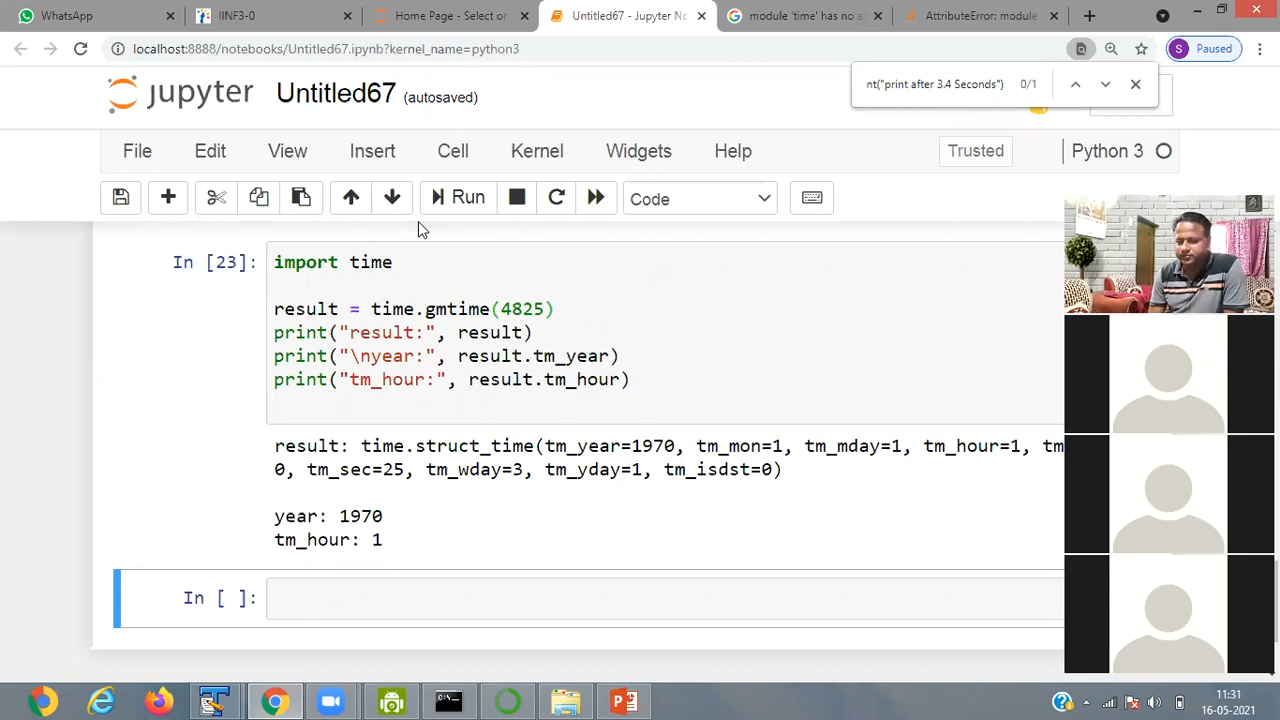 WhatsApp
IINF3-0
Home Page - Select or
Untitled67 - Jupyter No
module 'time' has no a
AttributeError: module
localhost:8888/notebooks/Untitled67.ipynb?kernel_name=python3
S Paused
nt("print after 3.4 Seconds") 0/1
jupyter Untitled67 (autosaved)
File Edit View Insert Cell Kernel Widgets Help Trusted Python 3
Run Code
In [23]: import time
result = time.gmtime(4825)
print("result:", result)
print("\nyear:", result.tm_year)
print("tm_hour:", result.tm_hour)
result: time.struct_time(tm_year=1970, tm_mon=1, tm_mday=1, tm_hour=1, tm
0, tm_sec=25, tm_wday=3, tm_yday=1, tm_isdst=0)
year: 1970
tm_hour: 1
In [ ]:
11:31
16-05-2021